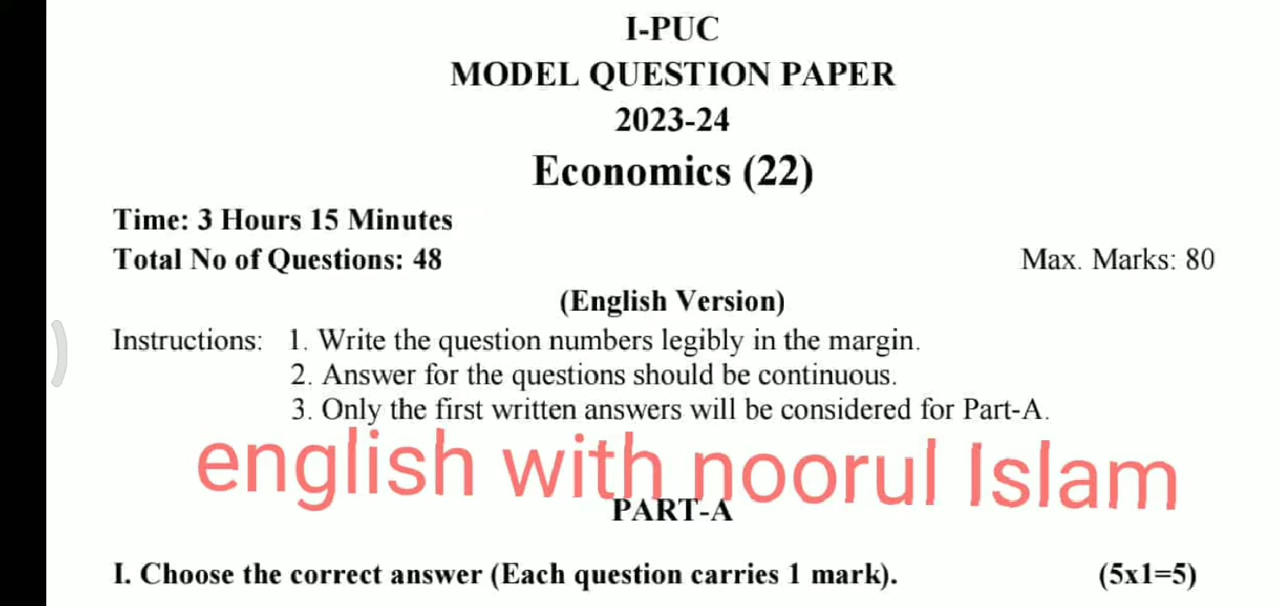 I-PUC
MODEL QUESTION PAPER
2023-24
Economics (22)
Time: 3 Hours 15 Minutes
Total No of Questions: 48 Max. Marks: 80
(English Version)
Instructions: 1. Write the question numbers legibly in the margin.
2. Answer for the questions should be continuous.
3. Only the first written answers will be considered for Part-A.
english with noorul Islam
PART-A
I. Choose the correct answer (Each question carries 1 mark). (5x1=5)